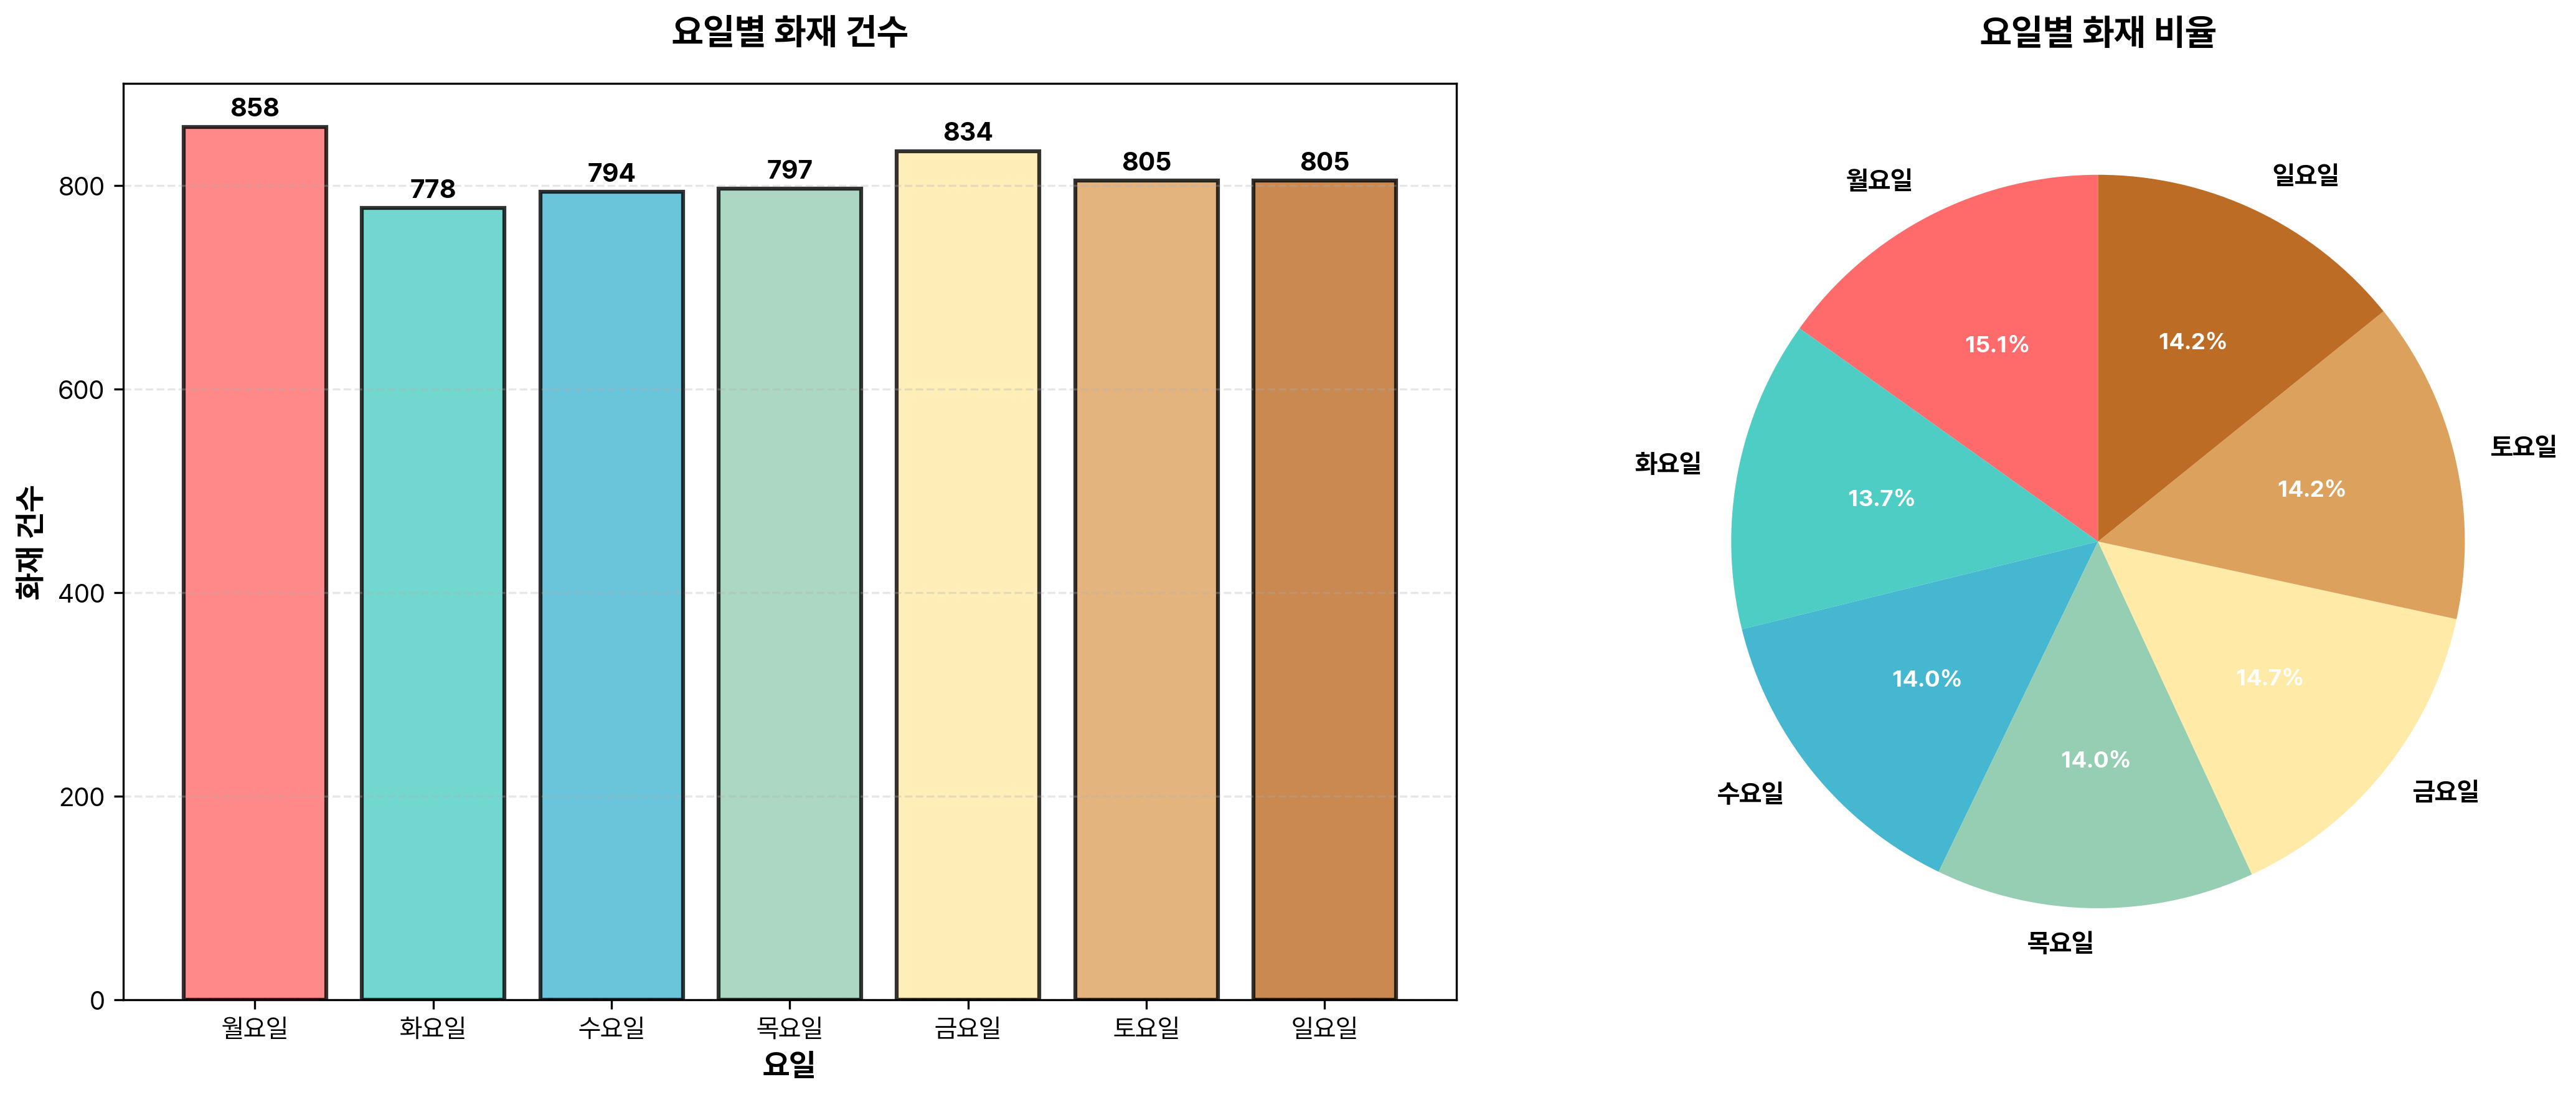 요일별 화재 건수
858
778
794
797
834
805
805
화재 건수
800
600
400
200
0
월요일
화요일
수요일
목요일
금요일
토요일
일요일
요일
요일별 화재 비율
월요일
일요일
화요일
토요일
수요일
금요일
목요일
15.1%
14.2%
13.7%
14.2%
14.0%
14.7%
14.0%